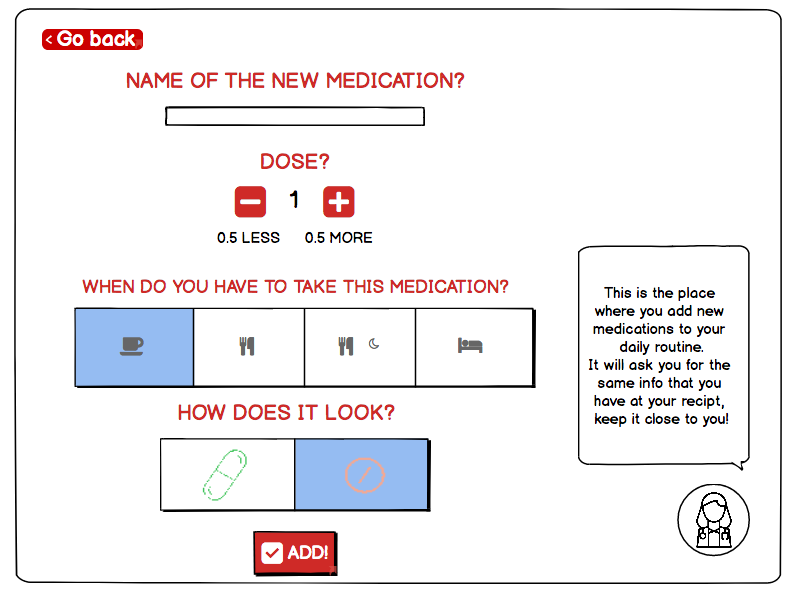 < Go back
NAME OF THE NEW MEDICATION?
DOSE?
1
0.5 LESS 0.5 MORE
WHEN DO YOU HAVE TO TAKE THIS MEDICATION?
HOW DOES IT LOOK?
ADD!
This is the place
where you add new
medications to your
daily routine.
It will ask you for the
same info that you
have at your recipt,
keep it close to you!